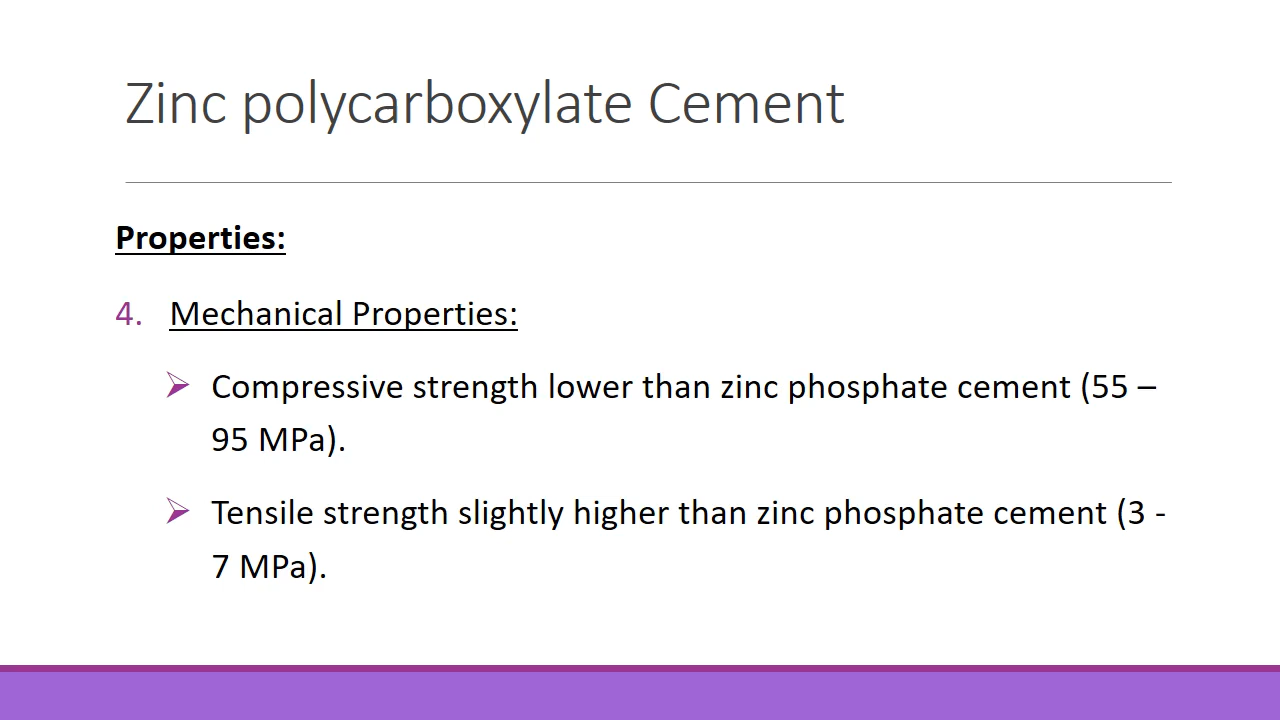 Zinc polycarboxylate Cement
Properties:
4. Mechanical Properties:
Compressive strength lower than zinc phosphate cement (55 –
95 MPa).
Tensile strength slightly higher than zinc phosphate cement (3 -
7 MPa).